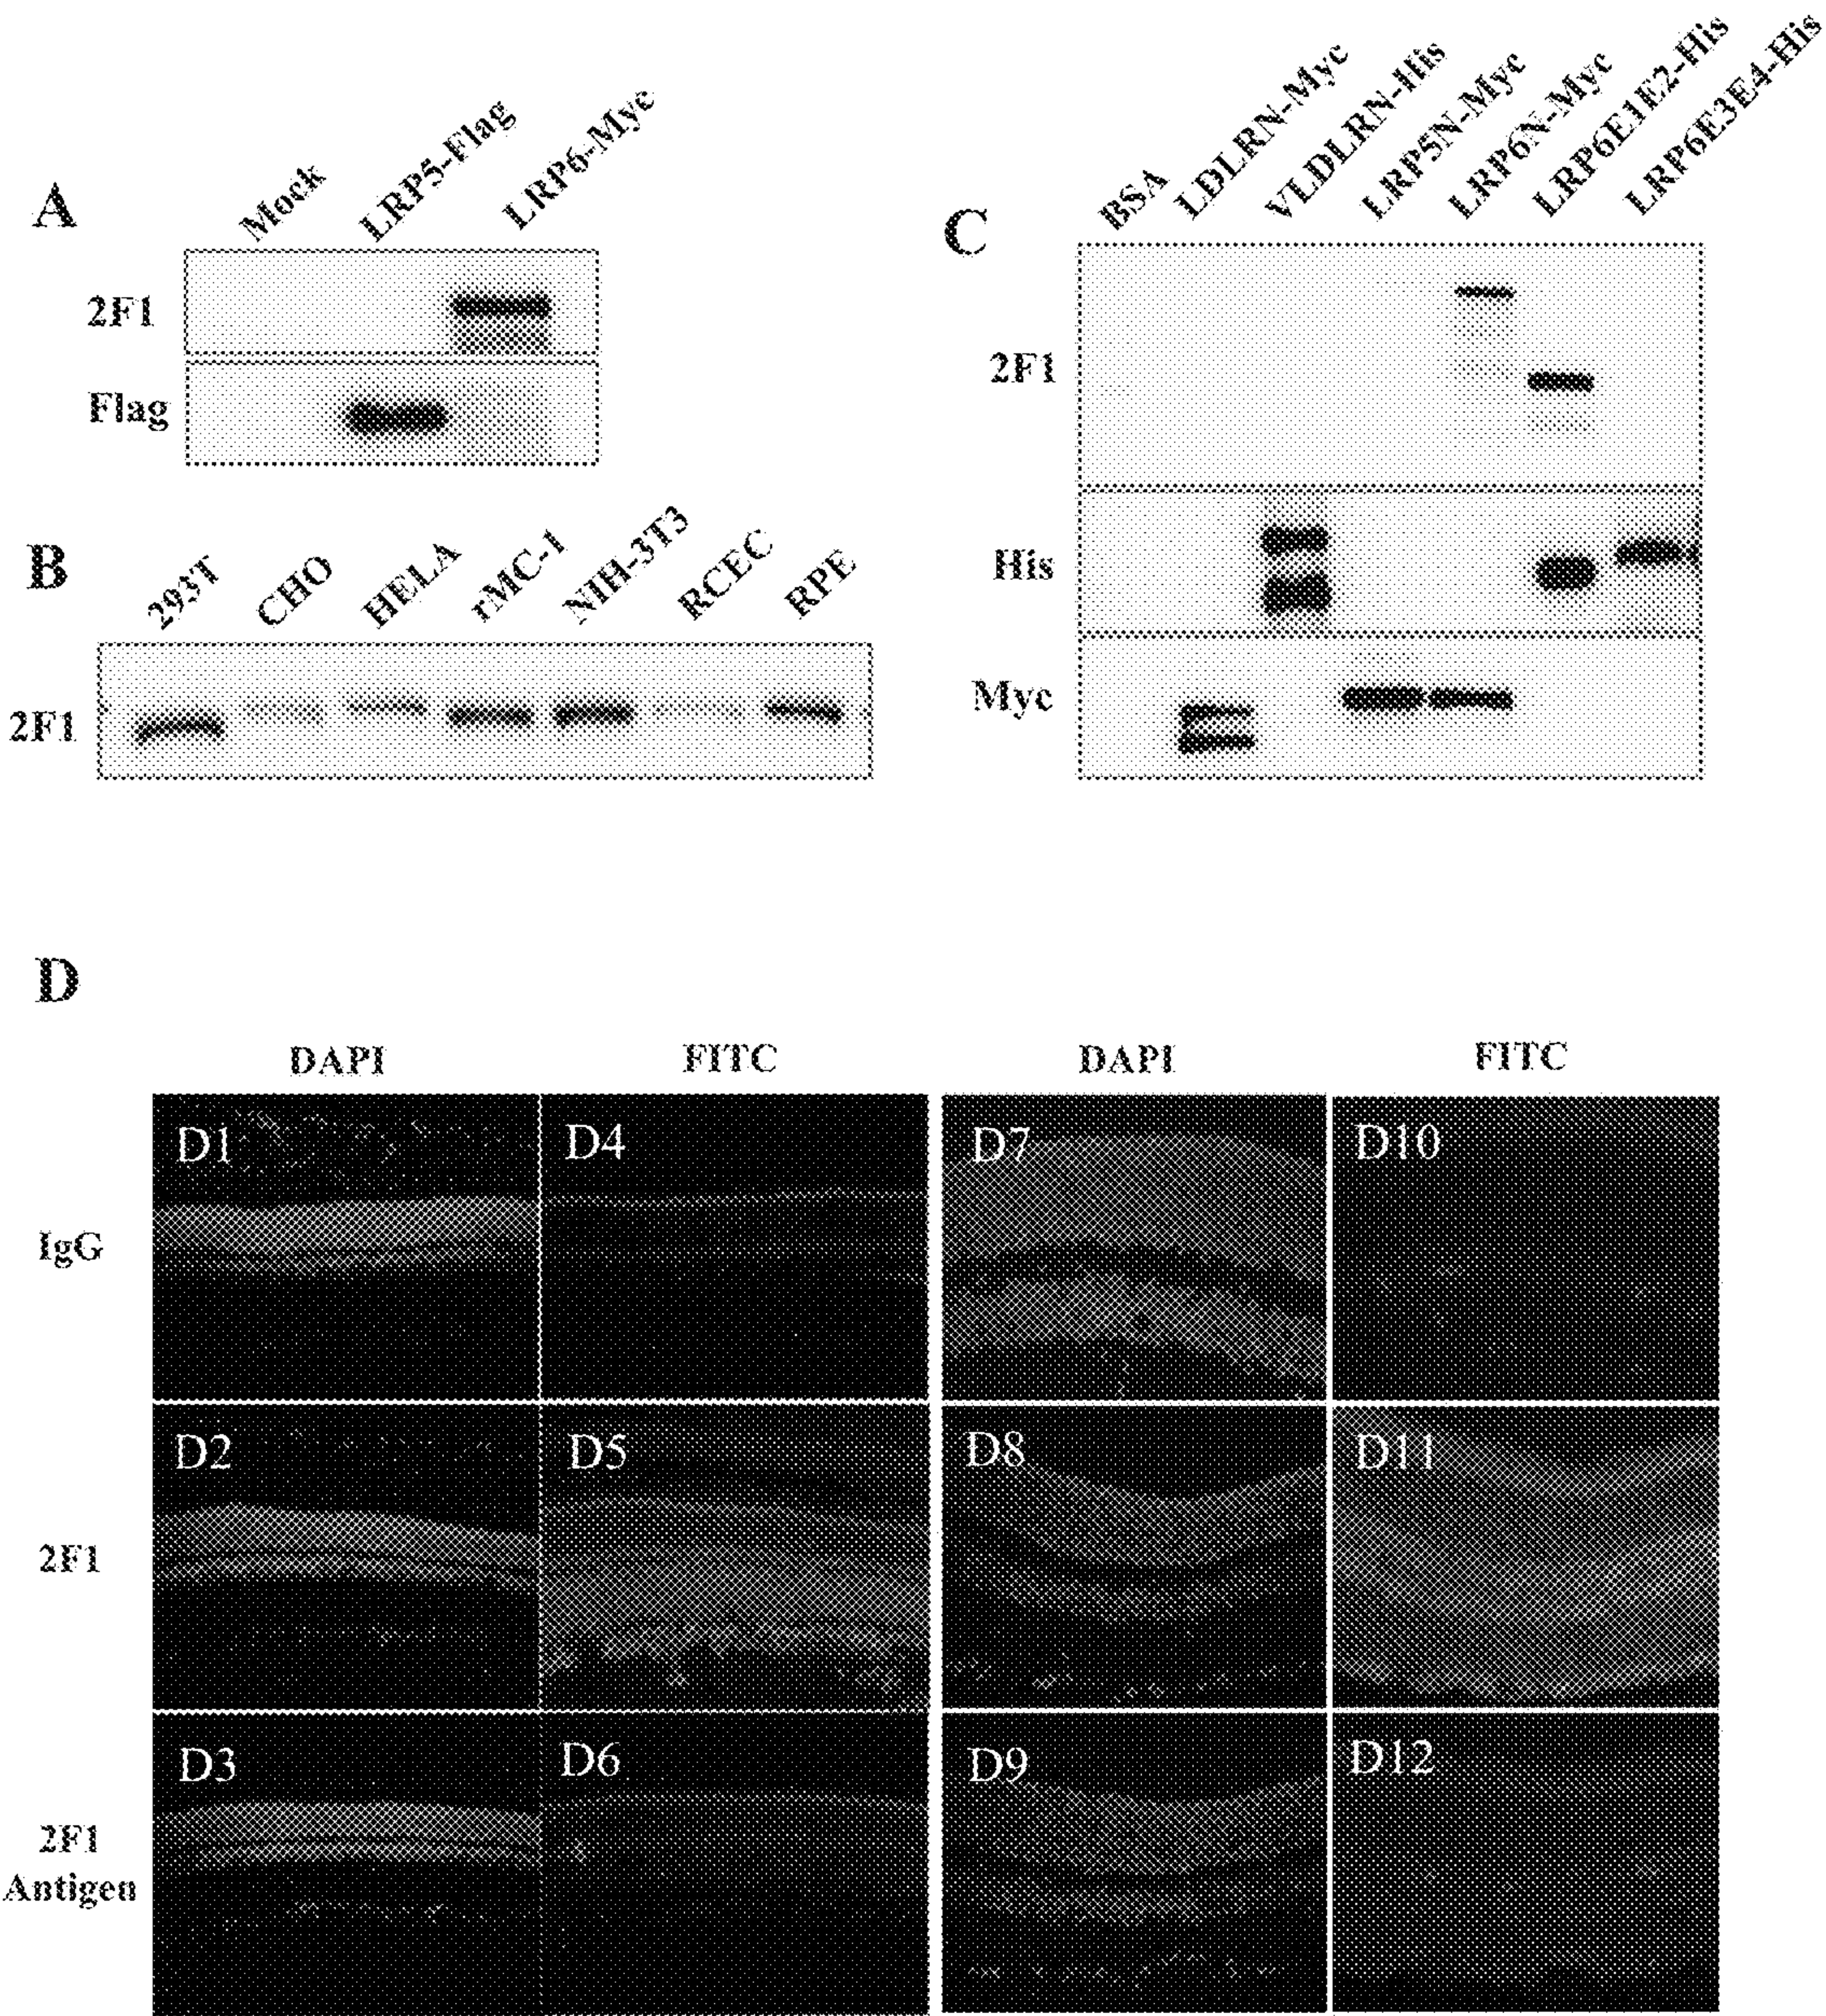 A
Mock
LRP5-Flag
LRP6-Myc
2F1
Flag
B
293T
CHO
HELA
rMC-1
NIH-3T3
RCEC
RPE
2F1
C
BSA
LDLRN-Myc
VLDLRN-His
LRP5N-Myc
LRP6N-Myc
LRP6E1E2-His
LRP6E3E4-His
2F1
His
Myc
D
DAPI FITC DAPI FITC
IgG
D1 D4 D7 D10
2F1
D2 D5 D8 D11
2F1
Antigen
D3 D6 D9 D12